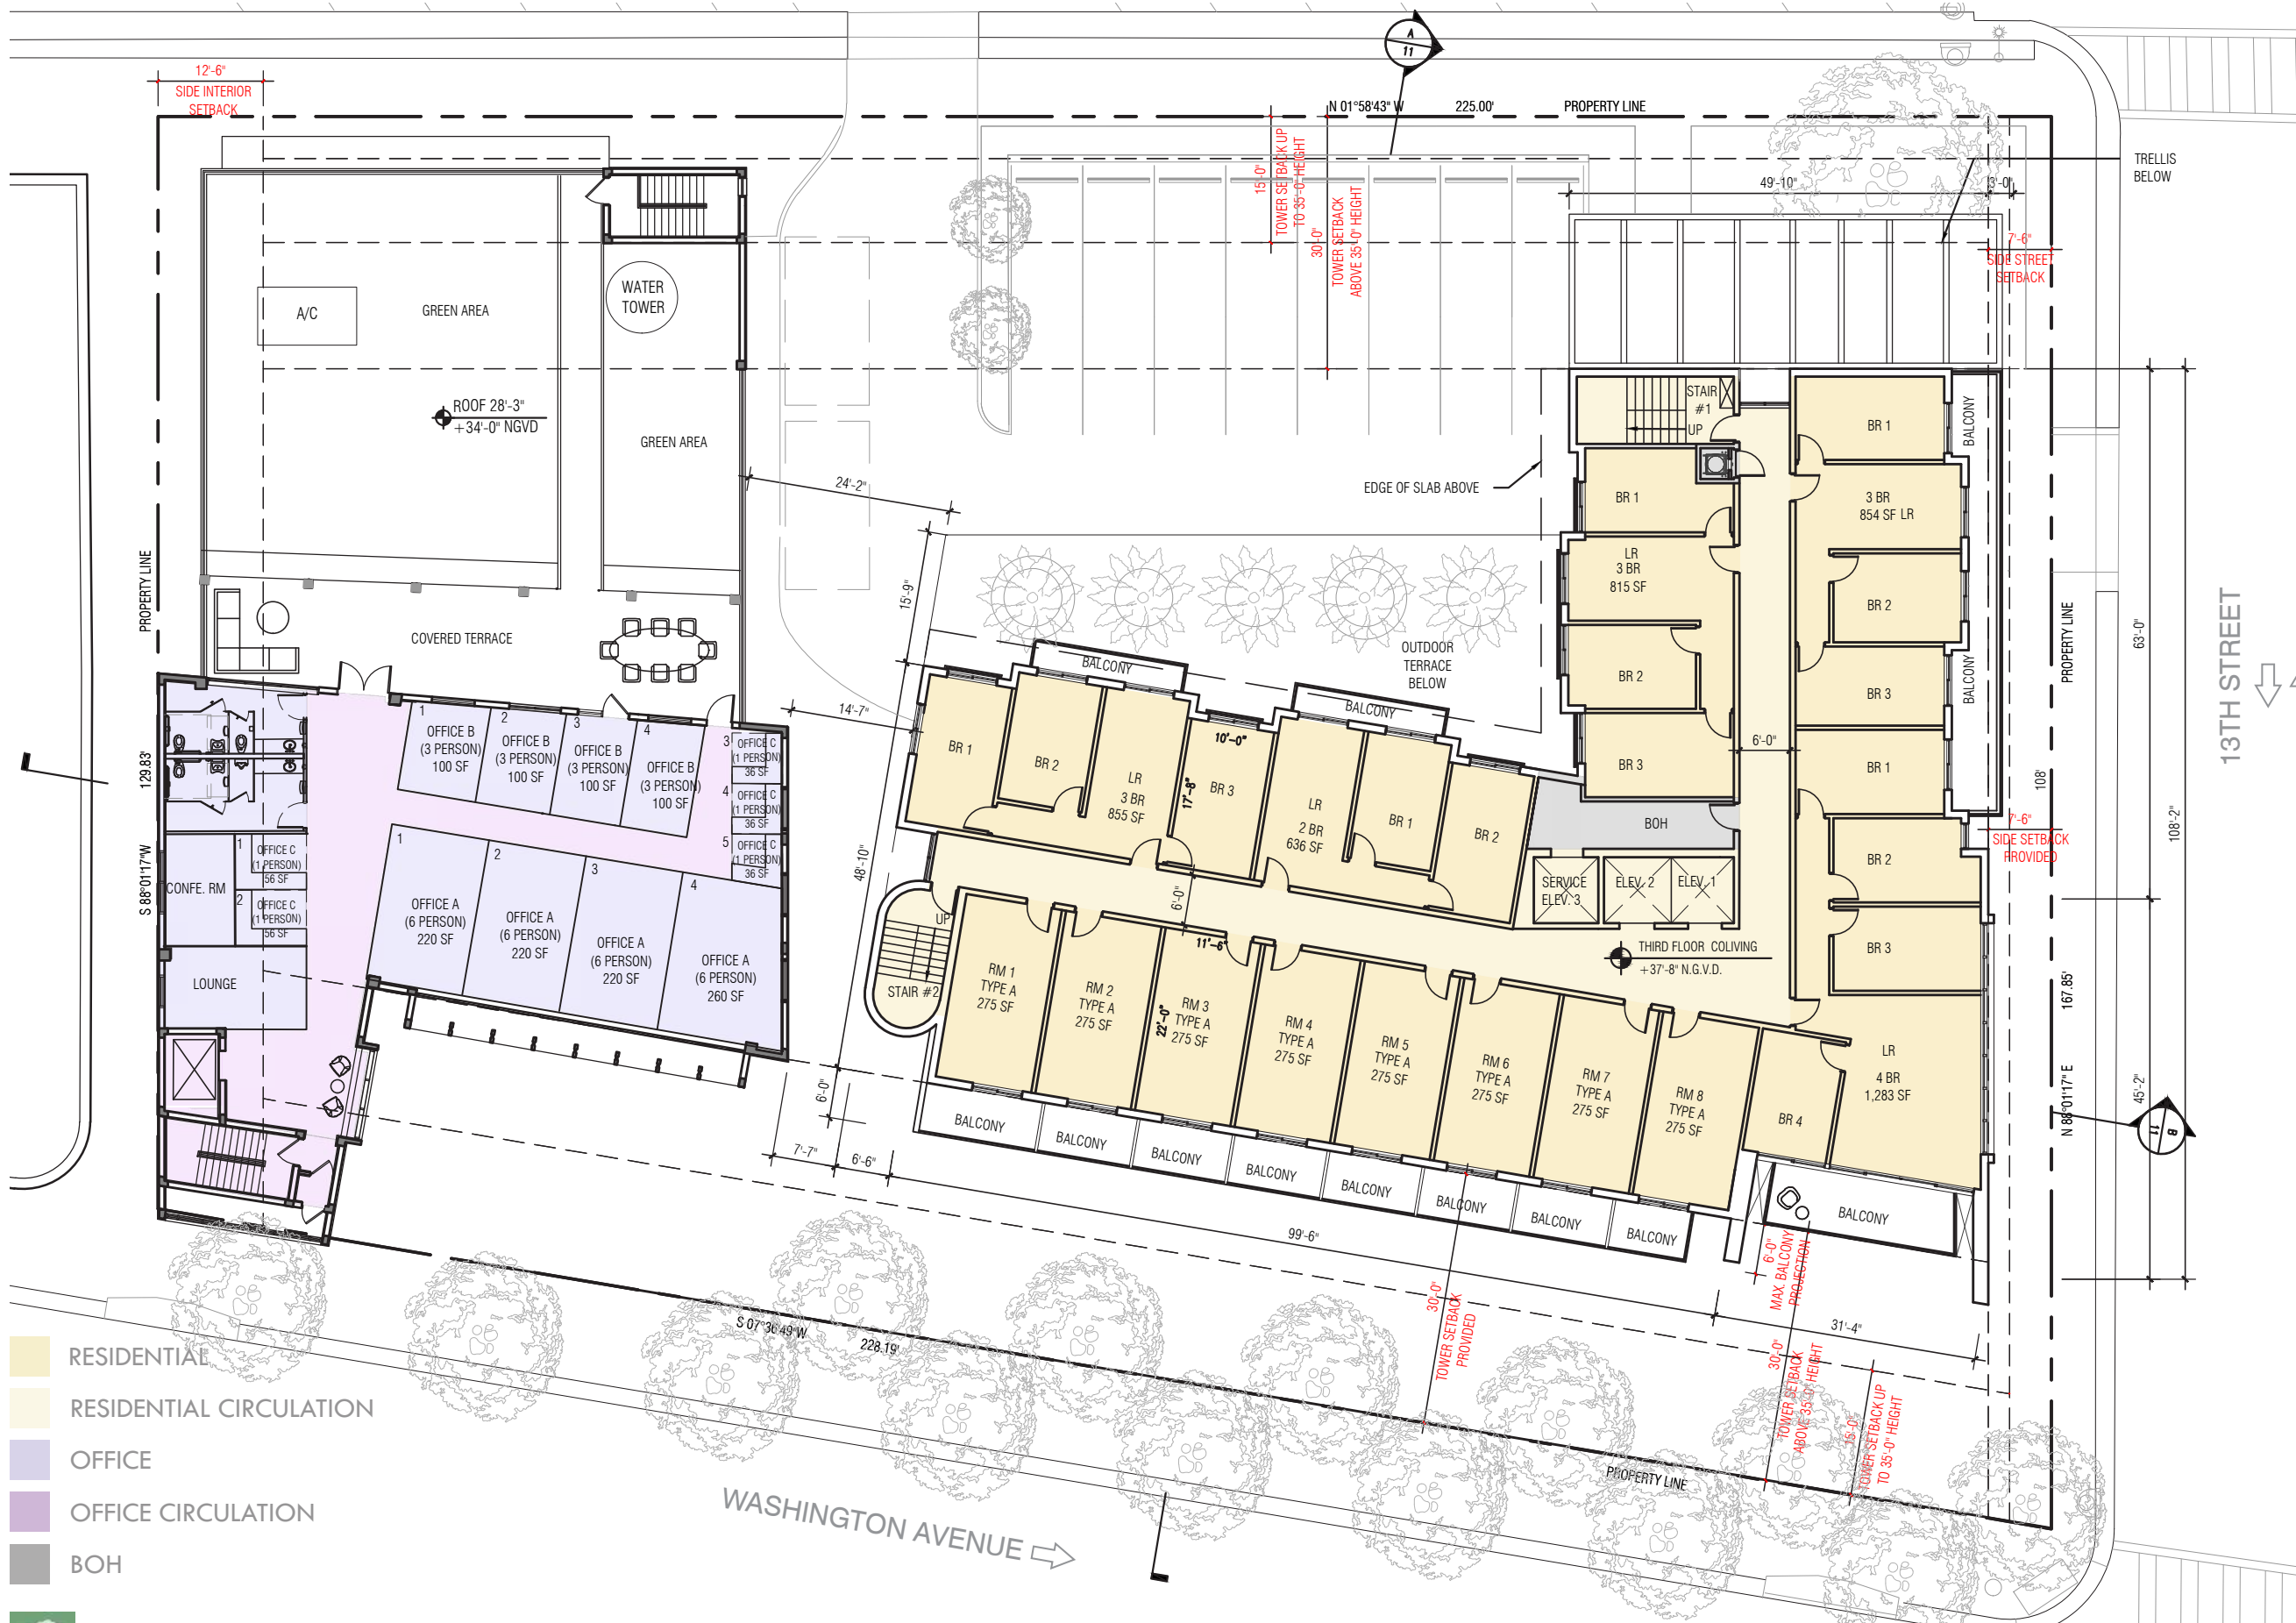 A
11
12'-6"
SIDE INTERIOR
SETBACK
N 01°58'43" W
225.00'
PROPERTY LINE
15'-0"
TOWER SETBACK UP
TO 35'-0" HEIGHT
30'-0"
TOWER SETBACK
ABOVE 35'-0" HEIGHT
49'-10"
3'-0"
TRELLIS
BELOW
7'-6"
SIDE STREET
SETBACK
A/C
GREEN AREA
WATER
TOWER
ROOF 28'-3"
+34'-0" NGVD
GREEN AREA
24'-2"
EDGE OF SLAB ABOVE
STAIR
#1
UP
BR 1
LR
3 BR
815 SF
BR 2
BR 3
BR 1
3 BR
854 SF LR
BR 2
BR 3
BALCONY
BALCONY
BR 1
BR 2
BR 3
6'-0"
BOH
SERVICE
ELEV. 3
ELEV. 2
ELEV. 1
THIRD FLOOR COLIVING
+37'-8" N.G.V.D.
LR
4 BR
1,283 SF
BR 4
BALCONY
PROPERTY LINE
129.83'
S 88°01'17"W
COVERED TERRACE
15'-9"
14'-7"
48'-10"
OUTDOOR
TERRACE
BELOW
BALCONY
BALCONY
BR 1
BR 2
LR
3 BR
855 SF
17'-8"
10'-0"
BR 3
LR
2 BR
636 SF
BR 1
BR 2
6'-0"
11'-6"
22'-0"
UP
STAIR #2
RM 1
TYPE A
275 SF
RM 2
TYPE A
275 SF
RM 3
TYPE A
275 SF
RM 4
TYPE A
275 SF
RM 5
TYPE A
275 SF
RM 6
TYPE A
275 SF
RM 7
TYPE A
275 SF
RM 8
TYPE A
275 SF
BALCONY
BALCONY
BALCONY
BALCONY
BALCONY
BALCONY
BALCONY
BALCONY
1
OFFICE B
(3 PERSON)
100 SF
2
OFFICE B
(3 PERSON)
100 SF
3
OFFICE B
(3 PERSON)
100 SF
4
OFFICE B
(3 PERSON)
100 SF
3
OFFICE C
(1 PERSON)
36 SF
4
OFFICE C
(1 PERSON)
36 SF
5
OFFICE C
(1 PERSON)
36 SF
1
OFFICE A
(6 PERSON)
220 SF
2
OFFICE A
(6 PERSON)
220 SF
3
OFFICE A
(6 PERSON)
220 SF
4
OFFICE A
(6 PERSON)
260 SF
1
OFFICE C
(1 PERSON)
56 SF
2
OFFICE C
(1 PERSON)
56 SF
CONFE. RM
LOUNGE
6'-0"
7'-7"
6'-6"
99'-6"
31'-4"
6'-0"
MAX. BALCONY
PROJECTION
30'-0"
TOWER SETBACK
PROVIDED
30'-0"
TOWER SETBACK
ABOVE 35'-0" HEIGHT
15'-0"
TOWER SETBACK UP
TO 35'-0" HEIGHT
PROPERTY LINE
108'
7'-6"
SIDE SETBACK
PROVIDED
167.85'
N 88°01'17" E
63'-0"
108'-2"
45'-2"
B
11
13TH STREET
S 07°36'49"W
228.19'
PROPERTY LINE
WASHINGTON AVENUE
RESIDENTIAL
RESIDENTIAL CIRCULATION
OFFICE
OFFICE CIRCULATION
BOH